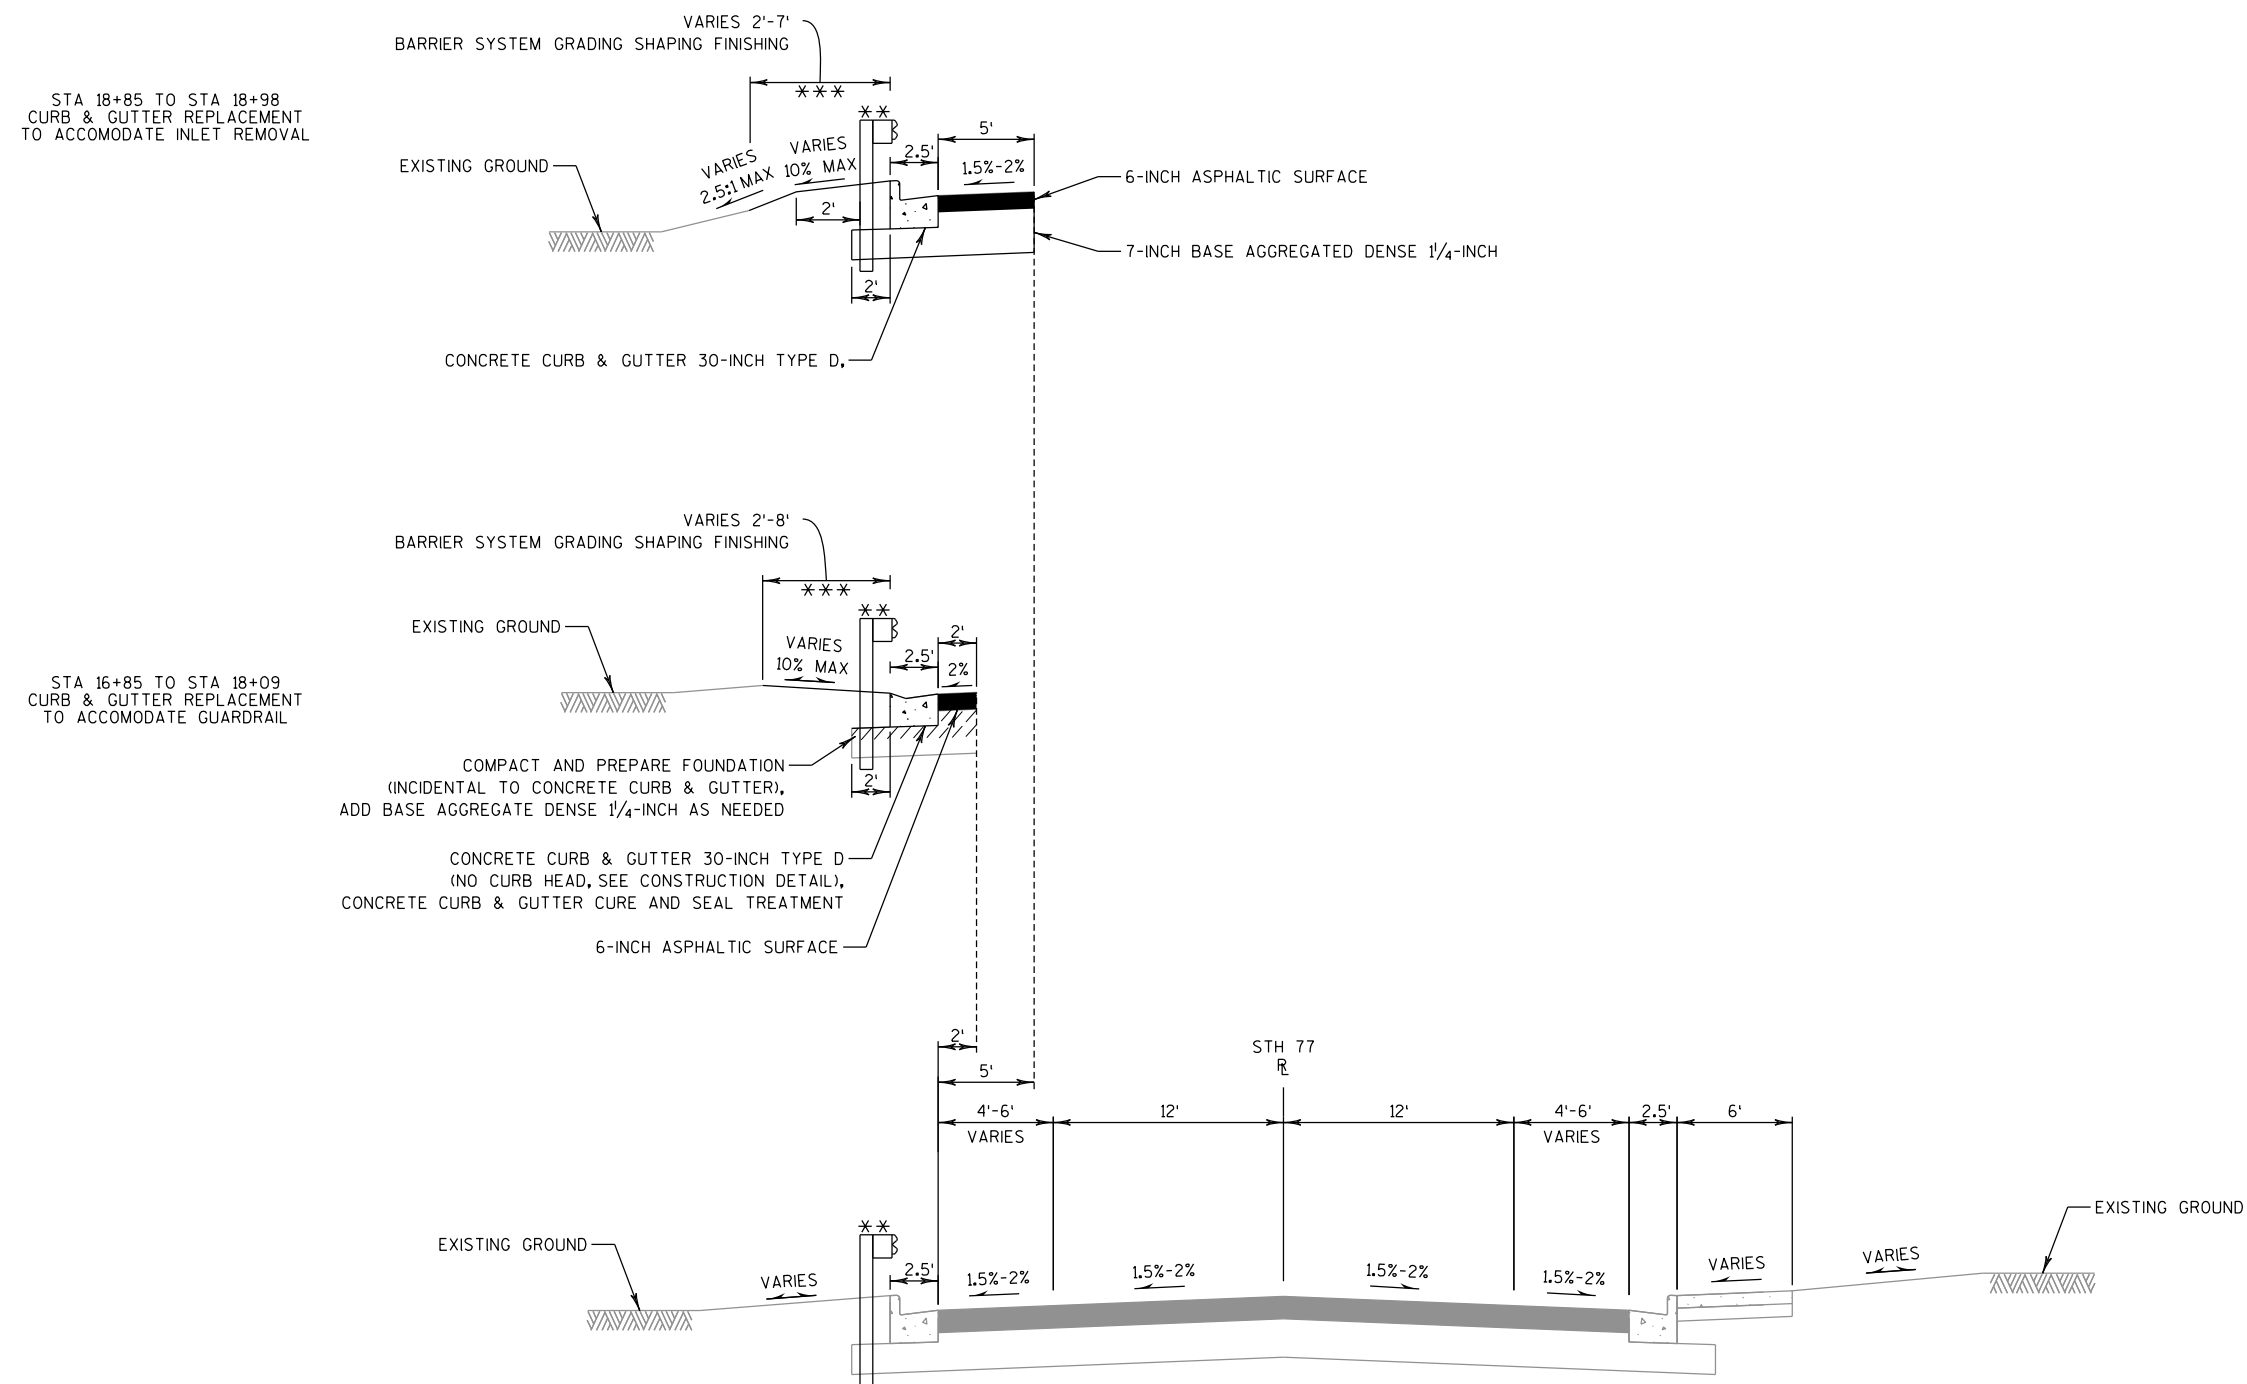 VARIES 2'-7'
BARRIER SYSTEM GRADING SHAPING FINISHING
***
STA 18+85 TO STA 18+98
CURB & GUTTER REPLACEMENT
TO ACCOMODATE INLET REMOVAL
**
5'
2.5'
VARIES
10% MAX
VARIES
2.5:1 MAX
1.5%-2%
EXISTING GROUND
6-INCH ASPHALTIC SURFACE
2'
7-INCH BASE AGGREGATED DENSE 1 1/4-INCH
2'
CONCRETE CURB & GUTTER 30-INCH TYPE D,
VARIES 2'-8'
BARRIER SYSTEM GRADING SHAPING FINISHING
***
**
EXISTING GROUND
2'
VARIES
10% MAX
2.5'
2%
STA 16+85 TO STA 18+09
CURB & GUTTER REPLACEMENT
TO ACCOMODATE GUARDRAIL
COMPACT AND PREPARE FOUNDATION
(INCIDENTAL TO CONCRETE CURB & GUTTER),
ADD BASE AGGREGATE DENSE 1 1/4-INCH AS NEEDED
2'
CONCRETE CURB & GUTTER 30-INCH TYPE D
(NO CURB HEAD, SEE CONSTRUCTION DETAIL),
CONCRETE CURB & GUTTER CURE AND SEAL TREATMENT
6-INCH ASPHALTIC SURFACE
2'
STH 77
RL
5'
4'-6'
VARIES
12'
12'
4'-6'
VARIES
2.5'
6'
EXISTING GROUND
**
EXISTING GROUND
VARIES
2.5'
1.5%-2%
1.5%-2%
1.5%-2%
1.5%-2%
VARIES
VARIES